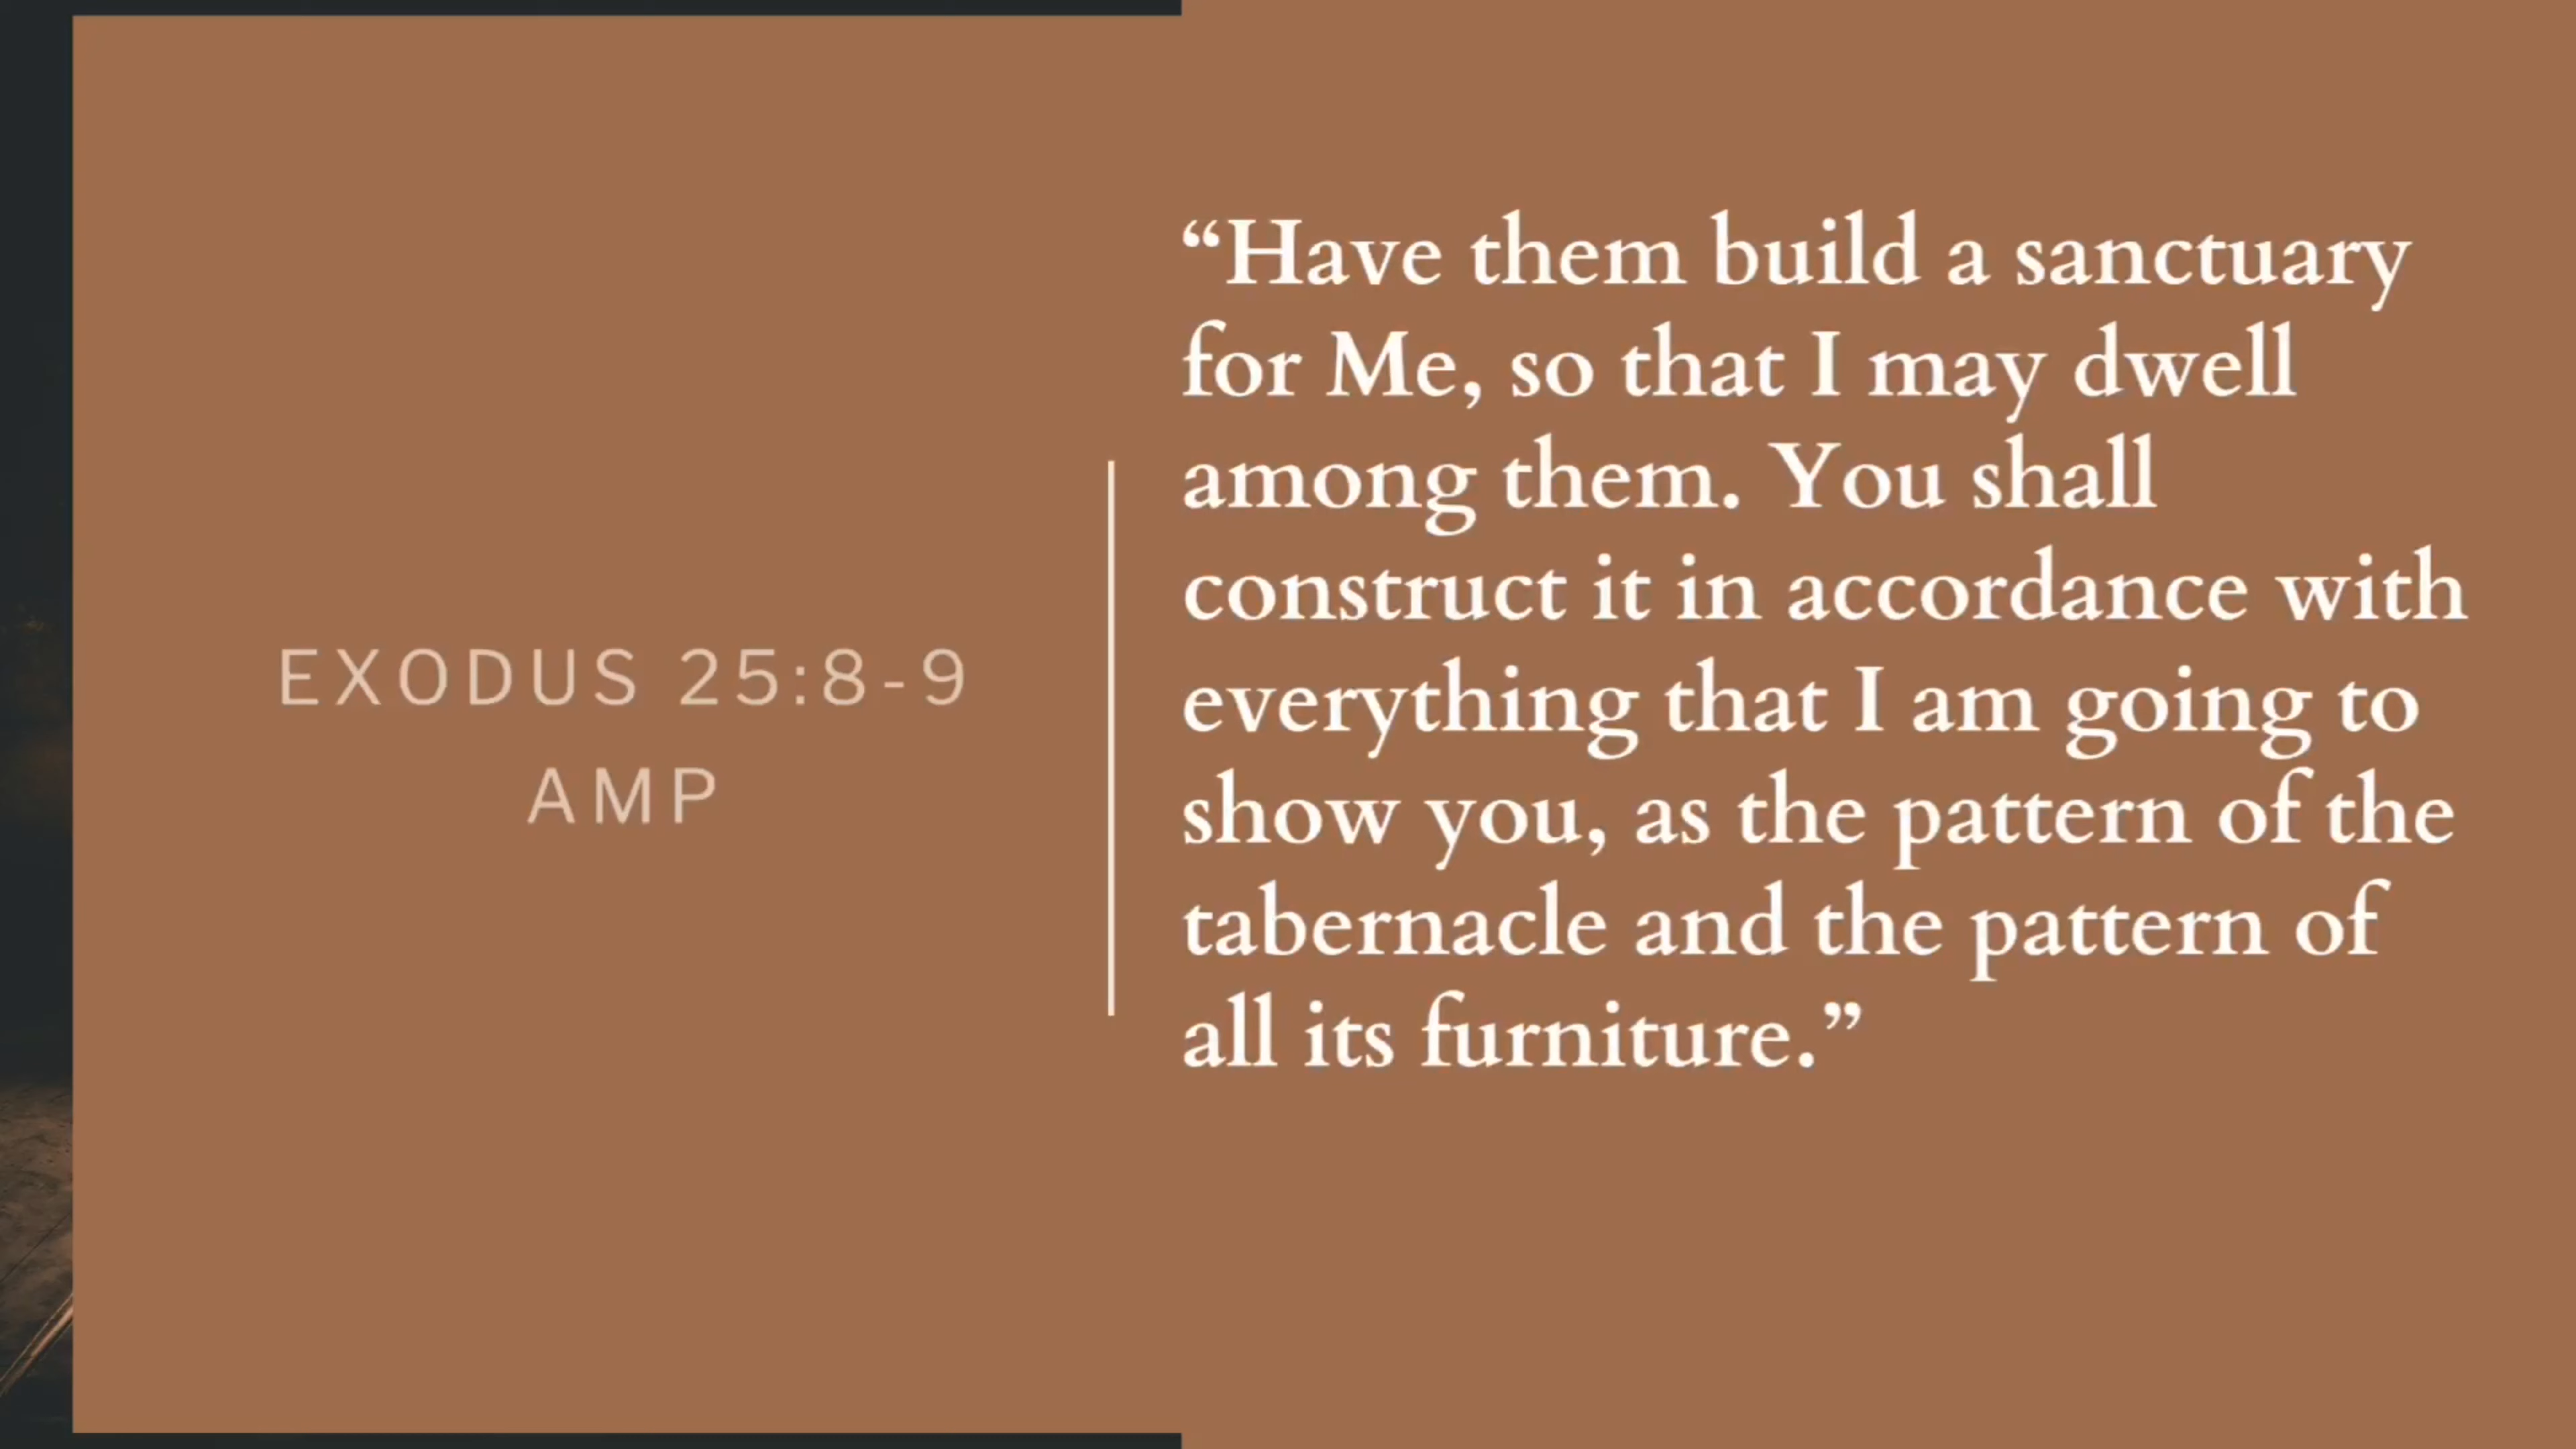 EXODUS 25:8-9
AMP
“Have them build a sanctuary
for Me, so that I may dwell
among them. You shall
construct it in accordance with
everything that I am going to
show you, as the pattern of the
tabernacle and the pattern of
all its furniture.”